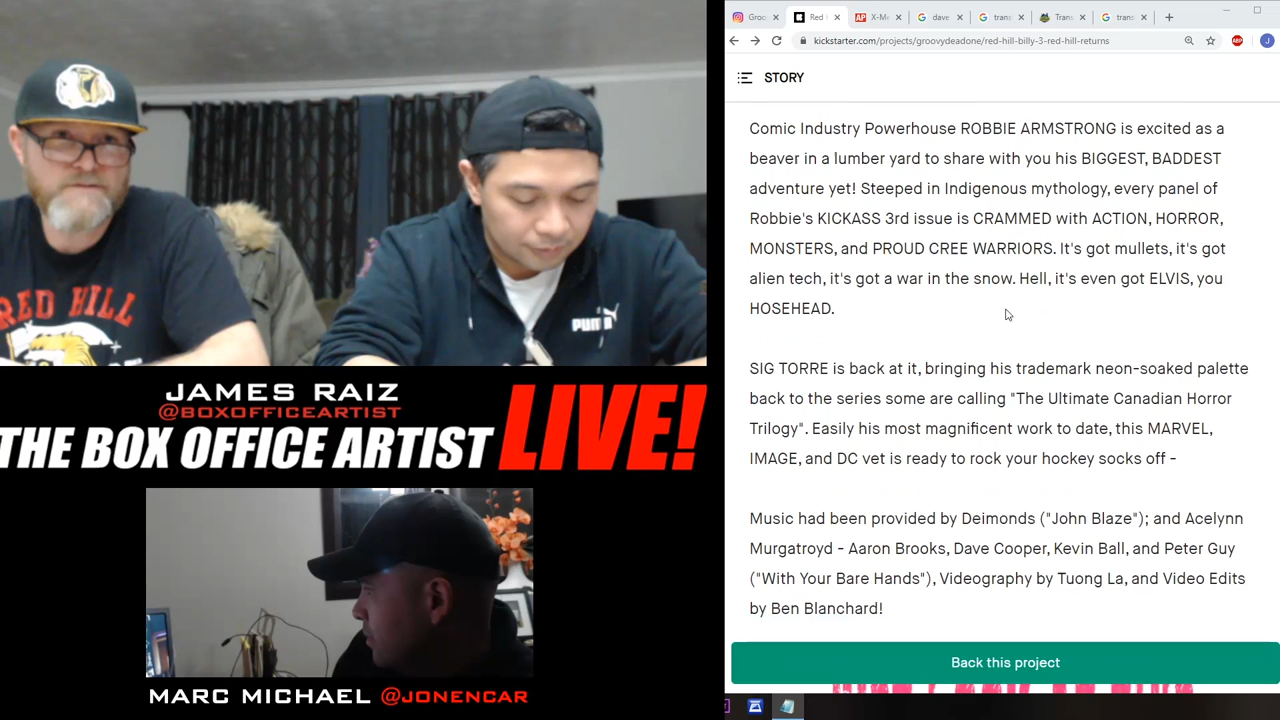 Groo
Red H
X-Me
dave
trans
Trans
trans
kickstarter.com/projects/groovydeadone/red-hill-billy-3-red-hill-returns
ABP
J
STORY
Comic Industry Powerhouse ROBBIE ARMSTRONG is excited as a
beaver in a lumber yard to share with you his BIGGEST, BADDEST
adventure yet! Steeped in Indigenous mythology, every panel of
Robbie's KICKASS 3rd issue is CRAMMED with ACTION, HORROR,
MONSTERS, and PROUD CREE WARRIORS. It's got mullets, it's got
alien tech, it's got a war in the snow. Hell, it's even got ELVIS, you
HOSEHEAD.
SIG TORRE is back at it, bringing his trademark neon-soaked palette
back to the series some are calling "The Ultimate Canadian Horror
Trilogy". Easily his most magnificent work to date, this MARVEL,
IMAGE, and DC vet is ready to rock your hockey socks off -
Music had been provided by Deimonds ("John Blaze"); and Acelynn
Murgatroyd - Aaron Brooks, Dave Cooper, Kevin Ball, and Peter Guy
("With Your Bare Hands"), Videography by Tuong La, and Video Edits
by Ben Blanchard!
Back this project
RED HILL
PUMA
JAMES RAIZ
@BOXOFFICEARTIST
THE BOX OFFICE ARTIST LIVE!
MARC MICHAEL @JONENCAR